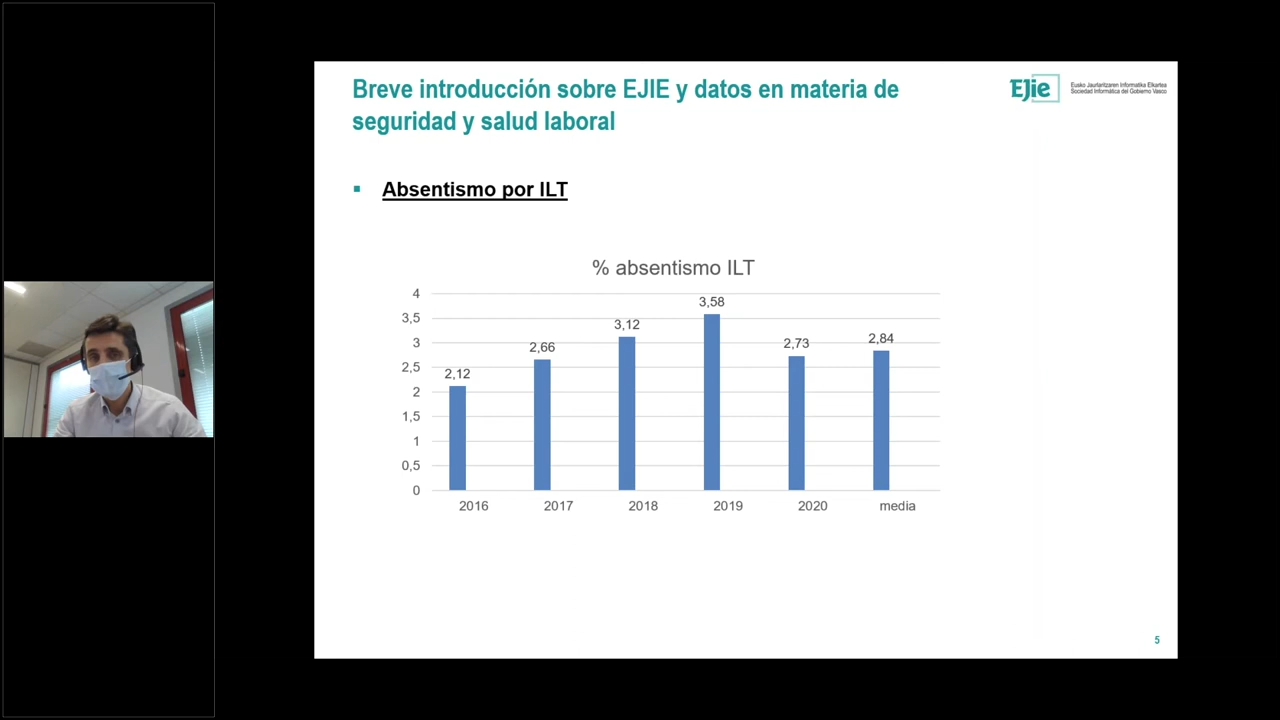 Breve introducción sobre EJIE y datos en materia de
seguridad y salud laboral
EJie
Eusko Jaurlaritzaren Informatika Elkartea
Sociedad Informática del Gobierno Vasco
Absentismo por ILT
% absentismo ILT
4
3,5
3
2,5
2
1,5
1
0,5
0
2,12
2,66
3,12
3,58
2,73
2,84
2016
2017
2018
2019
2020
media
5